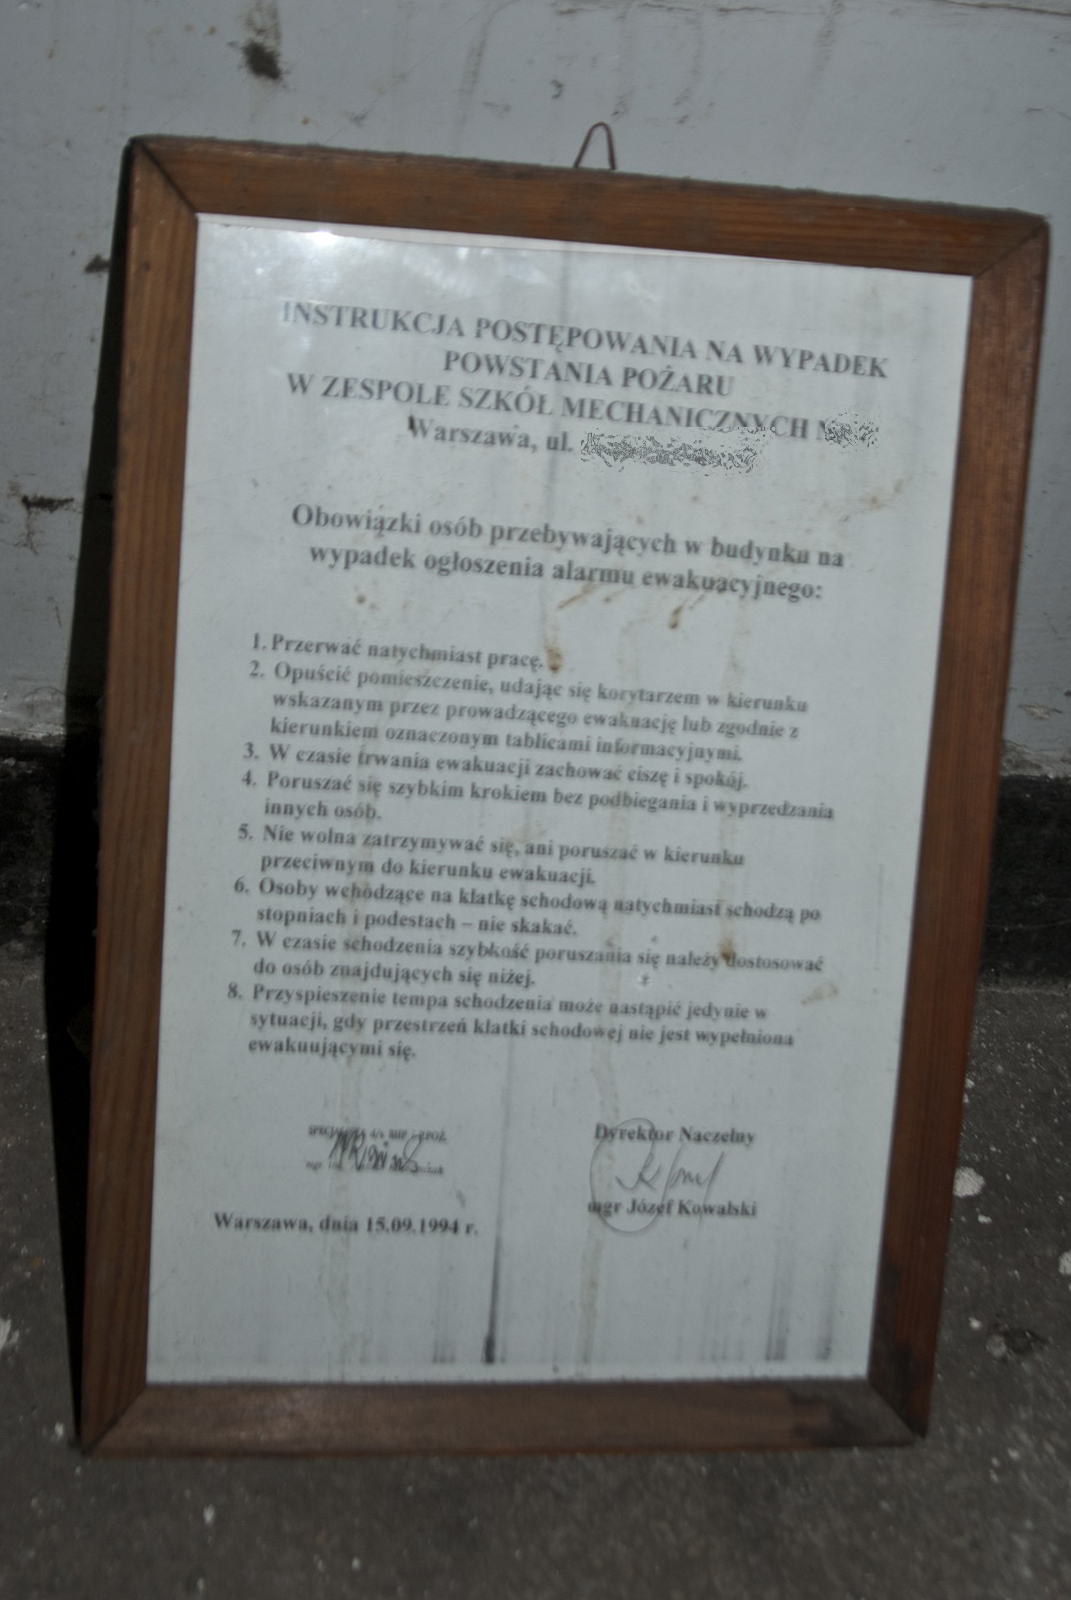 INSTRUKCJA POSTĘPOWANIA NA WYPADEK
POWSTANIA POŻARU
W ZESPOLE SZKÓŁ MECHANICZNYCH
Warszawa, ul.
Obowiązki osób przebywających w budynku na
wypadek ogłoszenia alarmu ewakuacyjnego:
1. Przerwać natychmiast pracę.
2. Opuścić pomieszczenie, udając się korytarzem w kierunku
wskazanym przez prowadzącego ewakuację lub zgodnie z
kierunkiem oznaczonym tablicami informacyjnymi.
3. W czasie trwania ewakuacji zachować ciszę i spokój.
4. Poruszać się szybkim krokiem bez podbiegania i wyprzedzania
innych osób.
5. Nie wolna zatrzymywać się, ani poruszać w kierunku
przeciwnym do kierunku ewakuacji.
6. Osoby wchodzące na klatkę schodową natychmiast schodzą po
stopniach i podestach – nie skakać.
7. W czasie schodzenia szybkość poruszania się należy dostosować
do osób znajdujących się niżej.
8. Przyspieszenie tempa schodzenia może nastąpić jedynie w
sytuacji, gdy przestrzeń klatki schodowej nie jest wypełniona
ewakuującymi się.
mgr
Dyrektor Naczelny
mgr Józef Kowalski
Warszawa, dnia 15.09.1994 r.